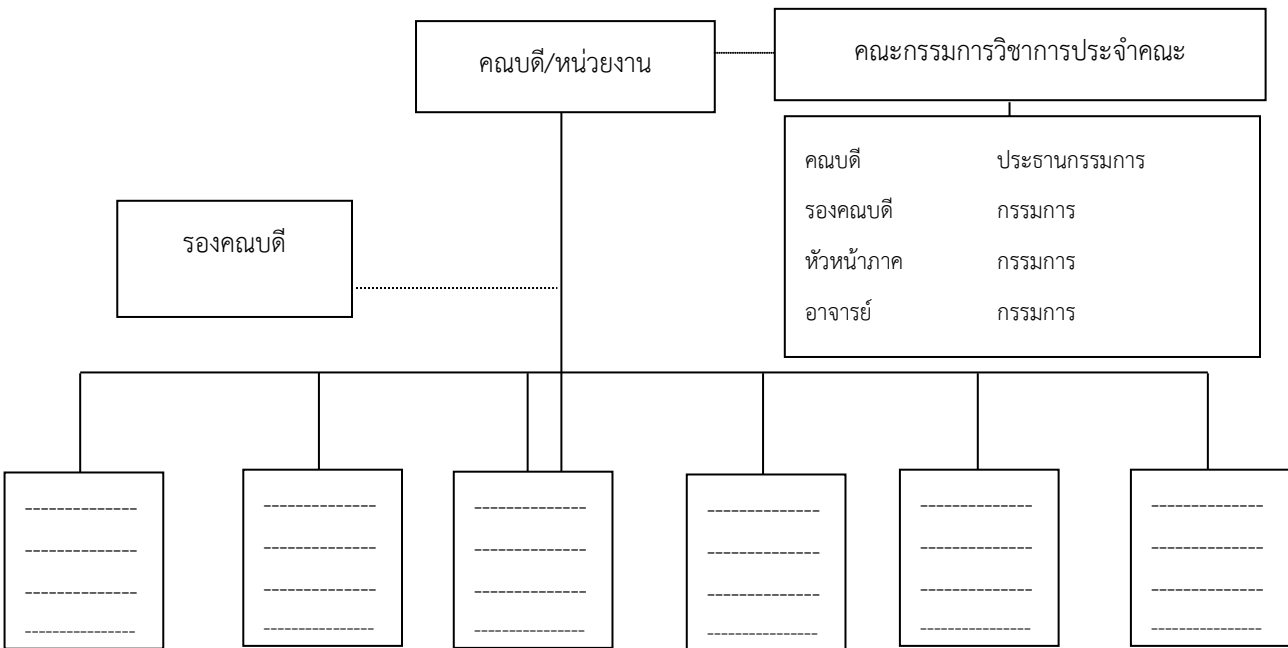 คณบดี/หน่วยงาน
คณะกรรมการวิชาการประจำคณะ
คณบดี ประธานกรรมการ
รองคณบดี กรรมการ
หัวหน้าภาค กรรมการ
อาจารย์ กรรมการ
รองคณบดี